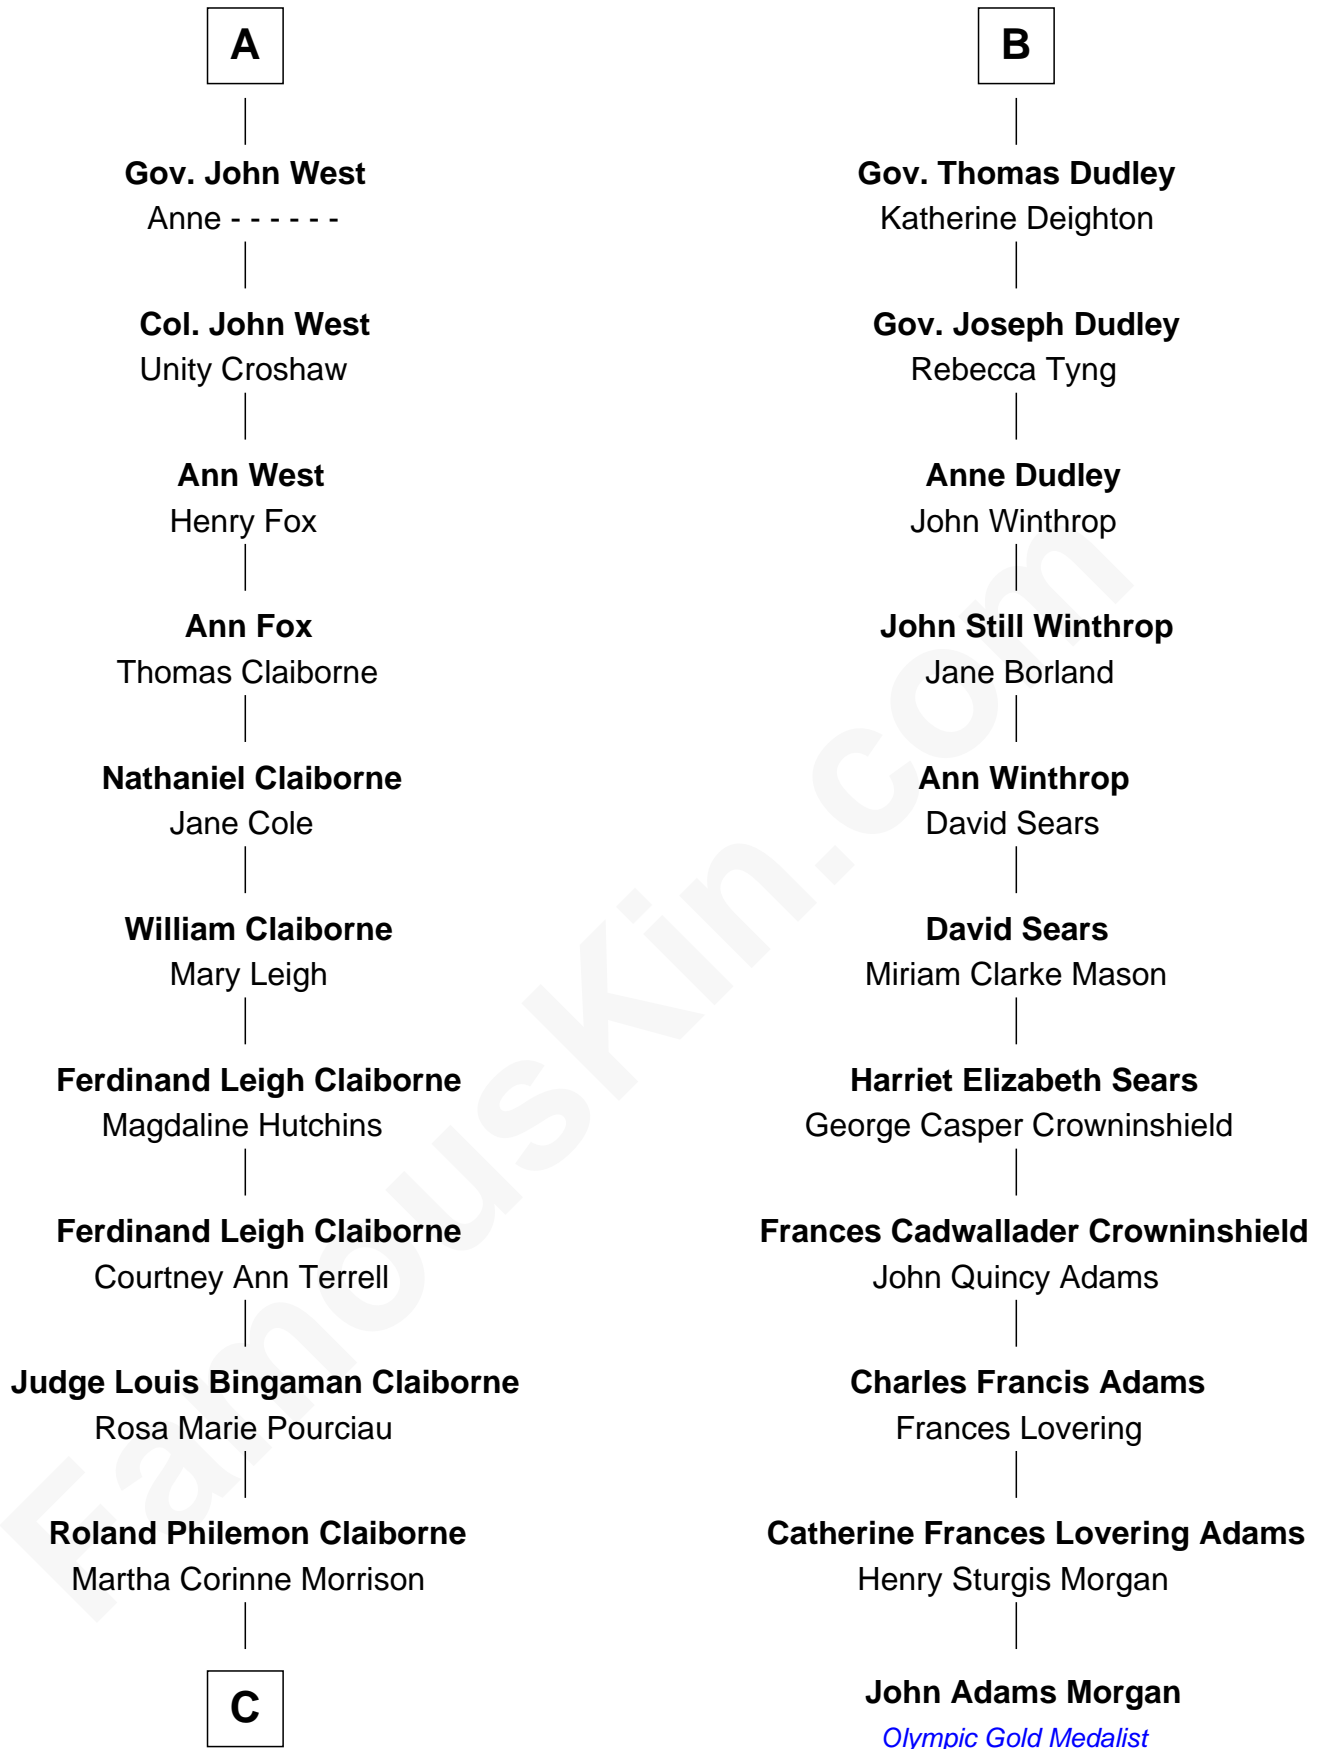 A
Gov. John West
Anne - - - - - -
Col. John West
Unity Croshaw
Ann West
Henry Fox
Ann Fox
Thomas Claiborne
Nathaniel Claiborne
Jane Cole
William Claiborne
Mary Leigh
Ferdinand Leigh Claiborne
Magdaline Hutchins
Ferdinand Leigh Claiborne
Courtney Ann Terrell
Judge Louis Bingaman Claiborne
Rosa Marie Pourciau
Roland Philemon Claiborne
Martha Corinne Morrison
C
B
Gov. Thomas Dudley
Katherine Deighton
Gov. Joseph Dudley
Rebecca Tyng
Anne Dudley
John Winthrop
John Still Winthrop
Jane Borland
Ann Winthrop
David Sears
David Sears
Miriam Clarke Mason
Harriet Elizabeth Sears
George Casper Crowninshield
Frances Cadwallader Crowninshield
John Quincy Adams
Charles Francis Adams
Frances Lovering
Catherine Frances Lovering Adams
Henry Sturgis Morgan
John Adams Morgan
Olympic Gold Medalist
FamousKin.com